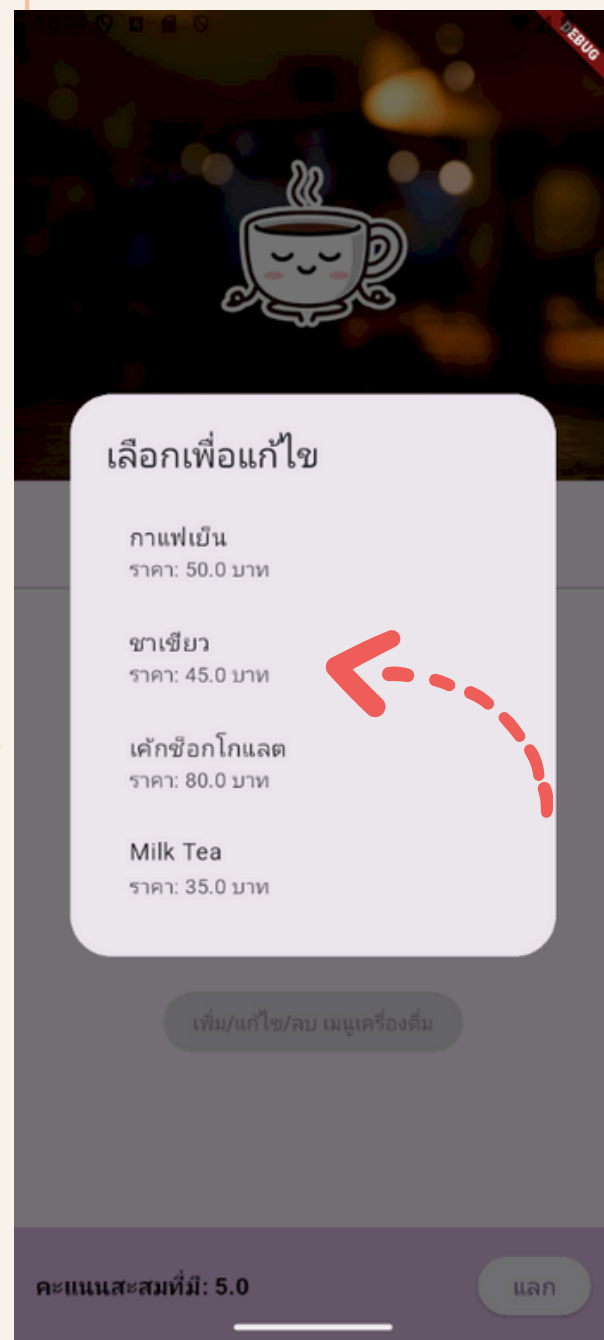 10:04
DEBUG
เลือกเพื่อแก้ไข
กาแฟเย็น
ราคา: 50.0 บาท
ชาเขียว
ราคา: 45.0 บาท
เค้กช็อกโกแลต
ราคา: 80.0 บาท
Milk Tea
ราคา: 35.0 บาท
เพิ่ม/แก้ไข/ลบ เมนูเครื่องดื่ม
คะแนนสะสมที่มี: 5.0
แลก